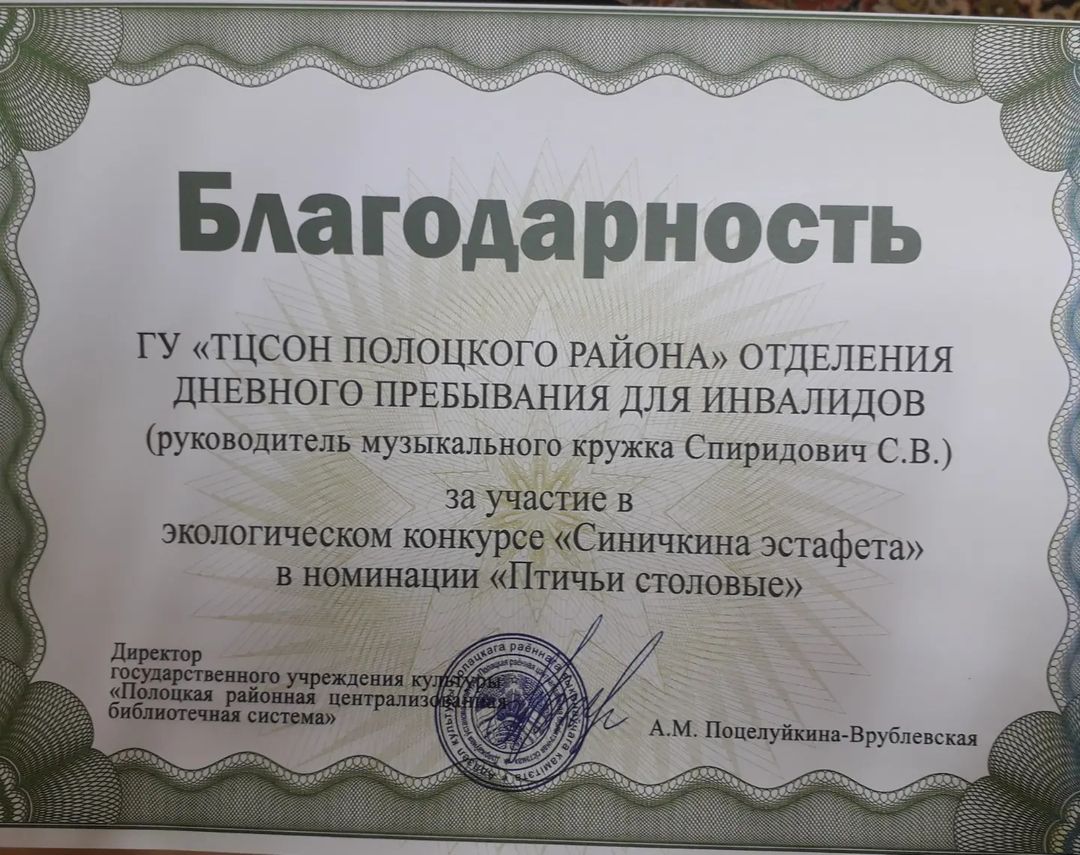 Благодарность
ГУ «ТЦСОН ПОЛОЦКОГО РАЙОНА» ОТДЕЛЕНИЯ
ДНЕВНОГО ПРЕБЫВАНИЯ ДЛЯ ИНВАЛИДОВ
(руководитель музыкального кружка Спиридович С.В.)
за участие в
экологическом конкурсе «Синичкина эстафета»
в номинации «Птичьи столовые»
Директор
государственного учреждения культуры
«Полоцкая районная централизованная
библиотечная система»
А.М. Поцелуйкина-Врублевская